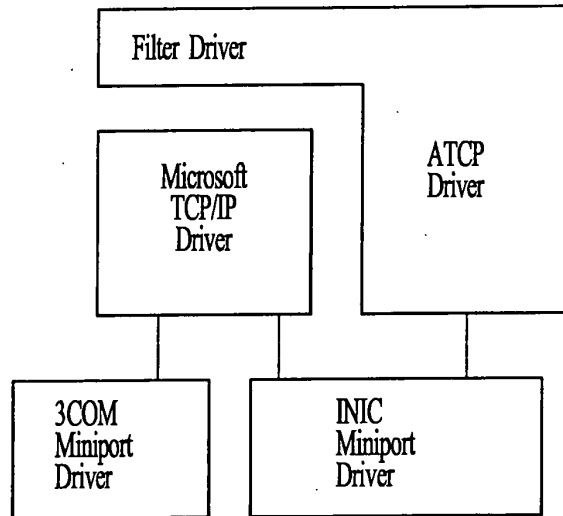 Filter Driver
ATCP
Driver
Microsoft
TCP/IP
Driver
3COM
Miniport
Driver
INIC
Miniport
Driver